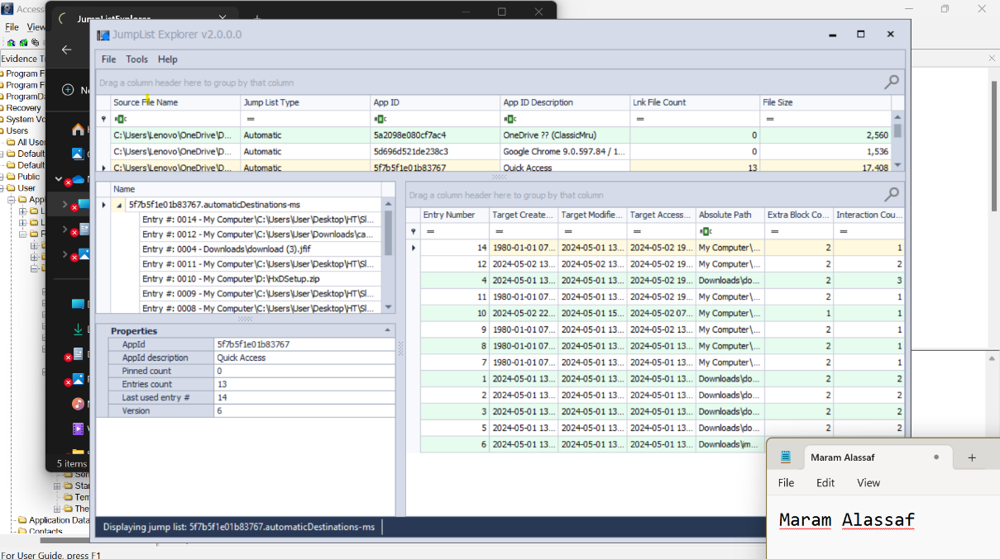 Access
File View
Evidence T
Program F
Program F
ProgramDa
Recovery
System Vo
Users
All Use
Default
Default
Public
User
App
Sen
Star
Tem
The
Application Data
Contacts
For User Guide, press F1
JumpListExplorer
5 items
JumpList Explorer v2.0.0.0
File Tools Help
Drag a column header here to group by that column
Source File Name Jump List Type App ID App ID Description Lnk File Count File Size
C:\Users\Lenovo\OneDrive\D... Automatic 5a2098e080cf7ac4 OneDrive ?? (ClassicMru) 0 2,560
C:\Users\Lenovo\OneDrive\D... Automatic 5d696d521de238c3 Google Chrome 9.0.597.84 / 1... 0 1,536
C:\Users\Lenovo\OneDrive\D... Automatic 5f7b5f1e01b83767 Quick Access 13 17,408
Name
5f7b5f1e01b83767.automaticDestinations-ms
Entry #: 0014 - My Computer\C:\Users\User\Desktop\HT\Sl...
Entry #: 0012 - My Computer\C:\Users\User\Downloads\ca...
Entry #: 0004 - Downloads\download (3).jfif
Entry #: 0011 - My Computer\C:\Users\User\Desktop\HT\Sl...
Entry #: 0010 - My Computer\D:\HxDSetup.zip
Entry #: 0009 - My Computer\C:\Users\User\Desktop\HT\Sl...
Entry #: 0008 - My Computer\C:\Users\User\Desktop\HT\Sl...
Properties
AppId 5f7b5f1e01b83767
AppId description Quick Access
Pinned count 0
Entries count 13
Last used entry # 14
Version 6
Drag a column header here to group by that column
Entry Number Target Create... Target Modifie... Target Access... Absolute Path Extra Block Co... Interaction Cou...
14 1980-01-01 07... 2024-05-01 13... 2024-05-02 19... My Computer\... 2 1
12 2024-05-02 13... 2024-05-02 13... 2024-05-02 19... My Computer\... 2 2
4 2024-05-01 13... 2024-05-01 13... 2024-05-02 19... Downloads\do... 2 3
11 1980-01-01 07... 2024-05-01 13... 2024-05-02 19... My Computer\... 2 1
10 2024-05-02 22... 2024-05-01 15... 2024-05-02 07... My Computer\... 1 1
9 1980-01-01 07... 2024-05-01 13... 2024-05-02 13... My Computer\... 2 1
8 1980-01-01 07... 2024-05-01 13... 2024-05-01 13... My Computer\... 2 1
7 1980-01-01 07... 2024-05-01 13... 2024-05-01 13... My Computer\... 2 1
1 2024-05-01 13... 2024-05-01 13... 2024-05-01 13... Downloads\do... 2 2
2 2024-05-01 13... 2024-05-01 13... 2024-05-01 13... Downloads\do... 2 2
3 2024-05-01 13... 2024-05-01 13... 2024-05-01 13... Downloads\do... 2 2
5 2024-05-01 13... 2024-05-01 13... 2024-05-01 13... Downloads\do... 2 2
6 2024-05-01 13... 2024-05-01 13... 2024-05-01 13... Downloads\im... 2 1
Displaying jump list: 5f7b5f1e01b83767.automaticDestinations-ms
Maram Alassaf
File Edit View
Maram Alassaf